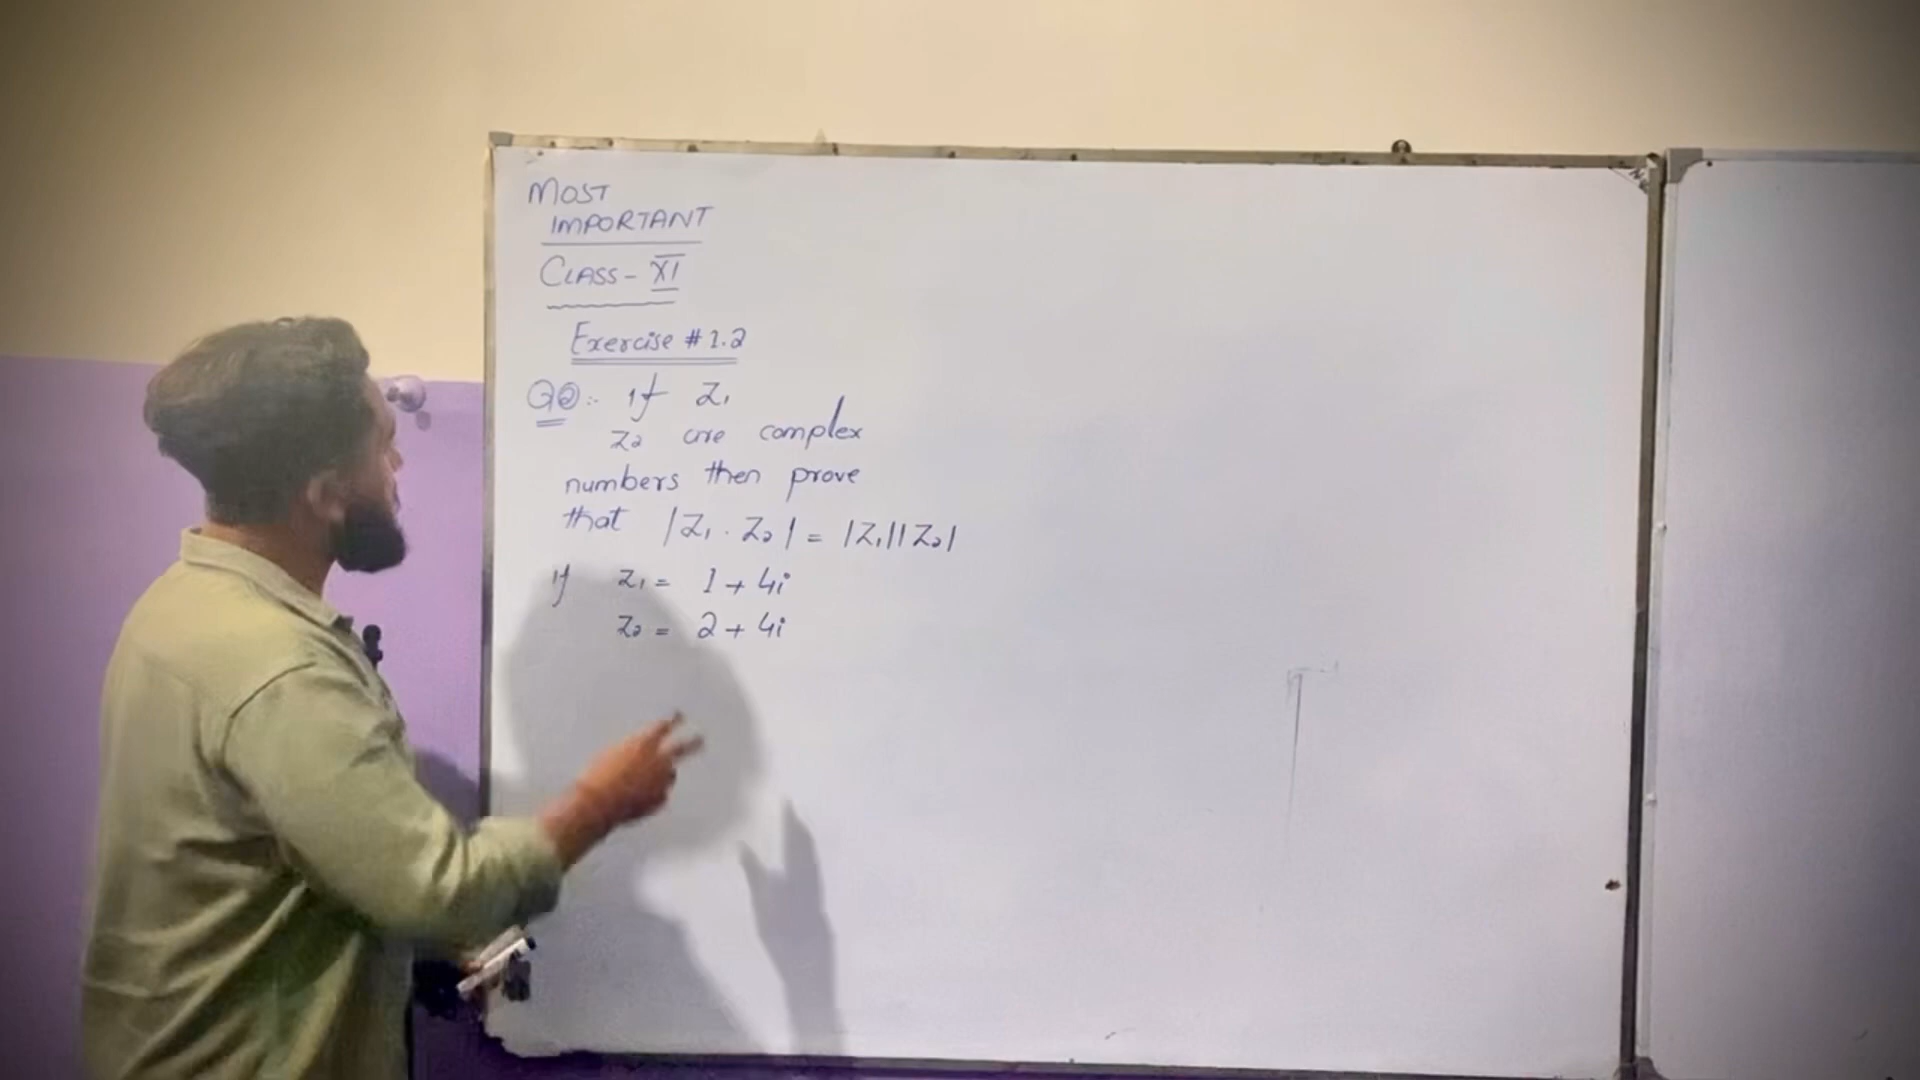 MOST
IMPORTANT
CLASS - XI
Exercise # 1.2
Q②:- If Z₁
Z₂ are complex
numbers then prove
that |Z₁ . Z₂| = |Z₁||Z₂|
If Z₁ = 1 + 4i
Z₂ = 2 + 4i